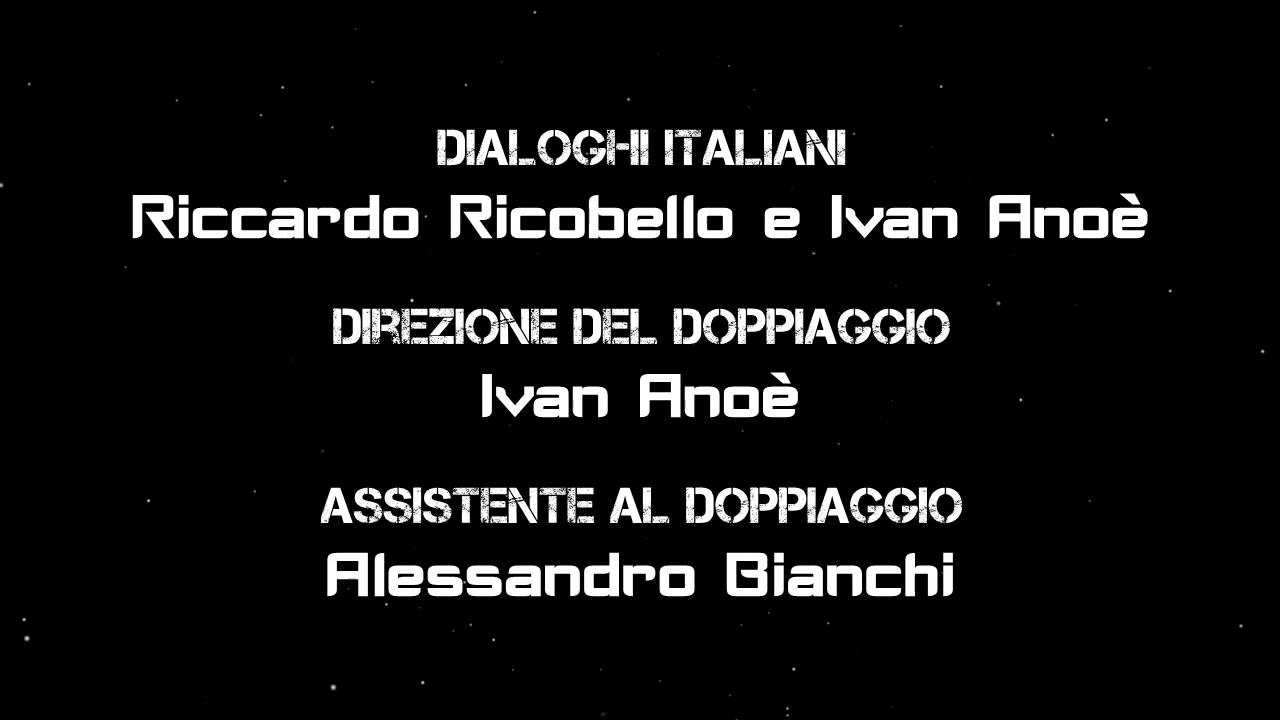 DIALOGHI ITALIANI
Riccardo Ricobello e Ivan Anoè
DIREZIONE DEL DOPPIAGGIO
Ivan Anoè
ASSISTENTE AL DOPPIAGGIO
Alessandro Bianchi